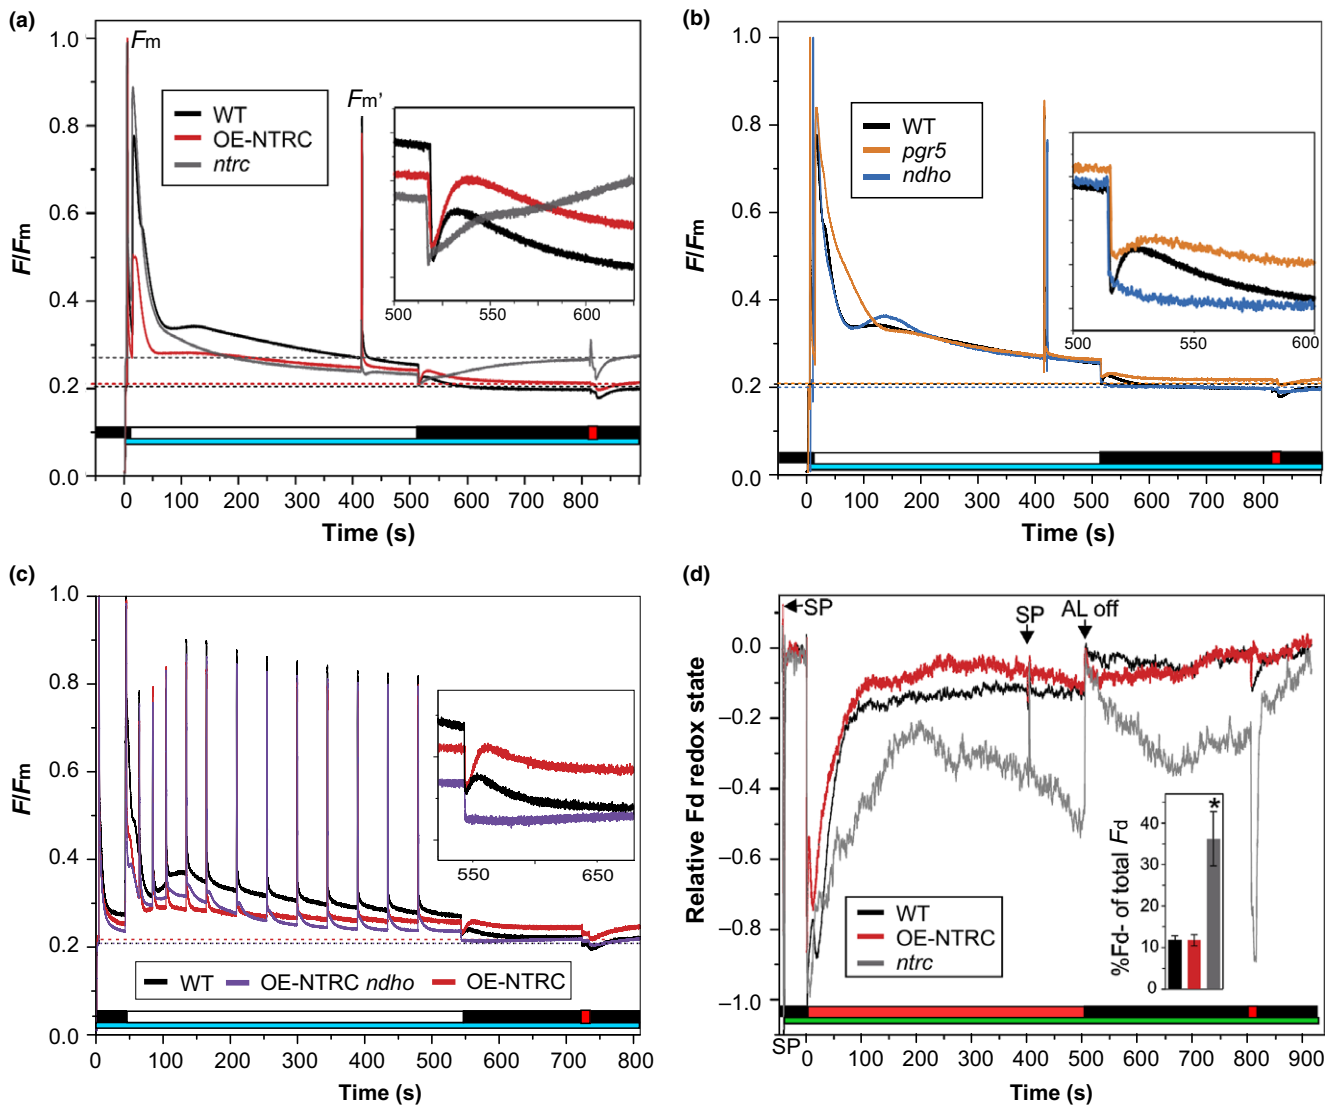 (a)
1.0
0.8
0.6
0.4
0.2
0.0
F/Fm
Fm
Fm'
WT
OE-NTRC
ntrc
500
550
600
0
100
200
300
400
500
600
700
800
Time (s)
(b)
1.0
0.8
0.6
0.4
0.2
0.0
F/Fm
WT
pgr5
ndho
500
550
600
0
100
200
300
400
500
600
700
800
Time (s)
(c)
1.0
0.8
0.6
0.4
0.2
0.0
F/Fm
550
650
WT
OE-NTRC ndho
OE-NTRC
0
100
200
300
400
500
600
700
800
Time (s)
(d)
0.0
−0.2
−0.4
−0.6
−0.8
−1.0
Relative Fd redox state
SP
SP
AL off
WT
OE-NTRC
ntrc
%Fd- of total Fd
40
30
20
10
0
*
SP
0
100
200
300
400
500
600
700
800
900
Time (s)